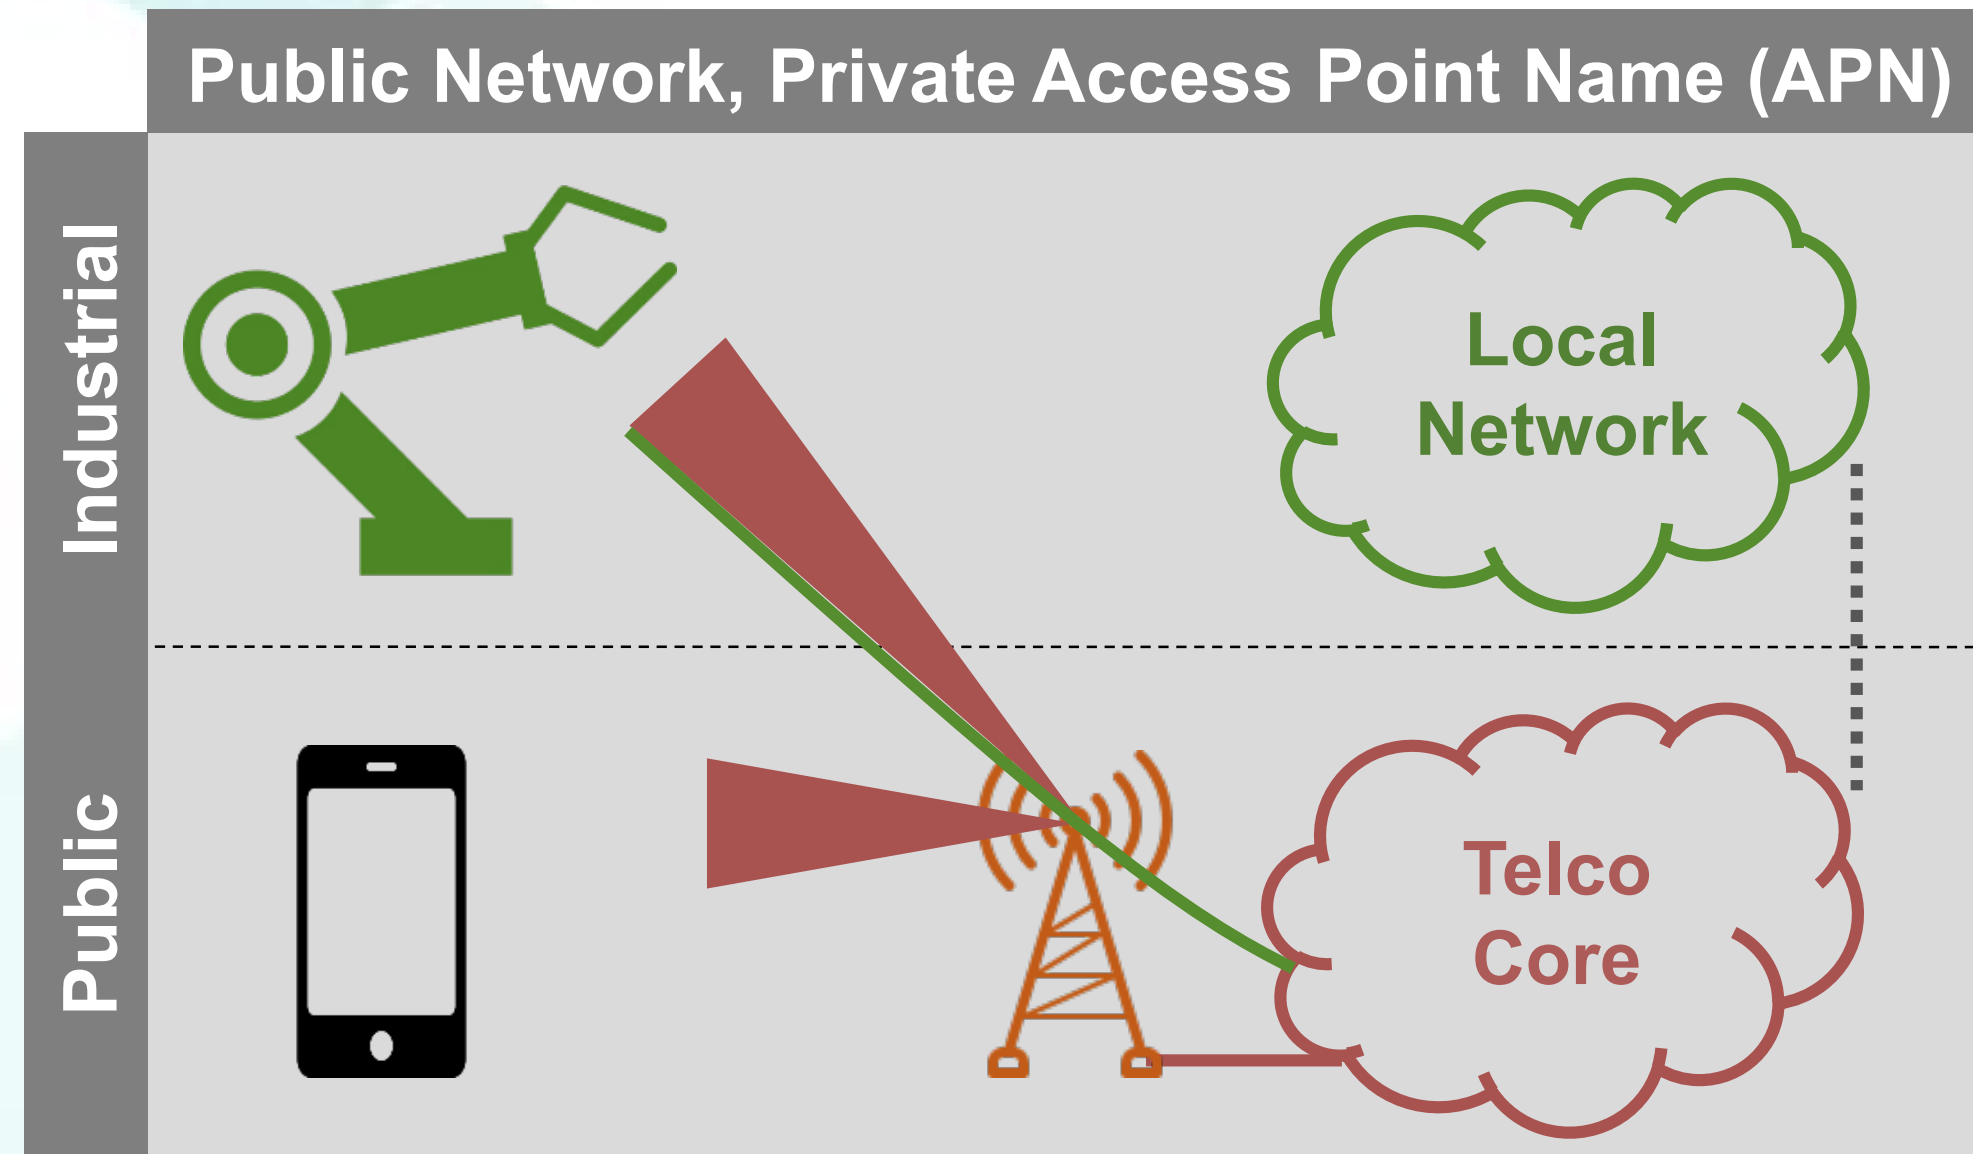 Public Network, Private Access Point Name (APN)
Industrial
Local
Network
Public
Telco
Core